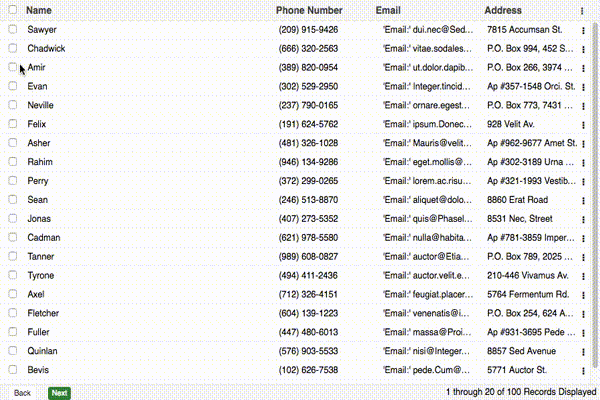 Name Phone Number Email Address
Sawyer (209) 915-9426 'Email:' dui.nec@Sed... 7815 Accumsan St.
Chadwick (666) 320-2563 'Email:' vitae.sodales... P.O. Box 994, 452 S...
Amir (389) 820-0954 'Email:' ut.dolor.dapib... P.O. Box 266, 3974 ...
Evan (302) 529-2950 'Email:' Integer.tincid... Ap #357-1548 Orci. St.
Neville (237) 790-0165 'Email:' ornare.egest... P.O. Box 773, 7431 ...
Felix (191) 624-5762 'Email:' ipsum.Donec... 928 Velit Av.
Asher (481) 326-1028 'Email:' Mauris@velit... Ap #962-9677 Amet St.
Rahim (946) 134-9286 'Email:' eget.mollis@... Ap #302-3189 Urna ...
Perry (372) 299-0265 'Email:' lorem.ac.risu... Ap #321-1993 Vestib...
Sean (246) 513-8870 'Email:' aliquet@dolo... 8860 Erat Road
Jonas (407) 273-5352 'Email:' quis@Phasel... 8531 Nec, Street
Cadman (621) 978-5580 'Email:' nulla@habita... Ap #781-3859 Imper...
Tanner (989) 608-0827 'Email:' auctor@Etia... P.O. Box 789, 2025 ...
Tyrone (494) 411-2436 'Email:' auctor.velit.e... 210-446 Vivamus Av.
Axel (712) 326-4151 'Email:' feugiat.placer... 5764 Fermentum Rd.
Fletcher (604) 139-1223 'Email:' venenatis@i... P.O. Box 254, 624 A...
Fuller (447) 480-6013 'Email:' massa@Proi... Ap #931-3695 Pede ...
Quinlan (576) 903-5533 'Email:' nisi@Integer... 8857 Sed Avenue
Bevis (102) 626-7538 'Email:' pede.Cum@... 5771 Auctor St.
Back Next 1 through 20 of 100 Records Displayed